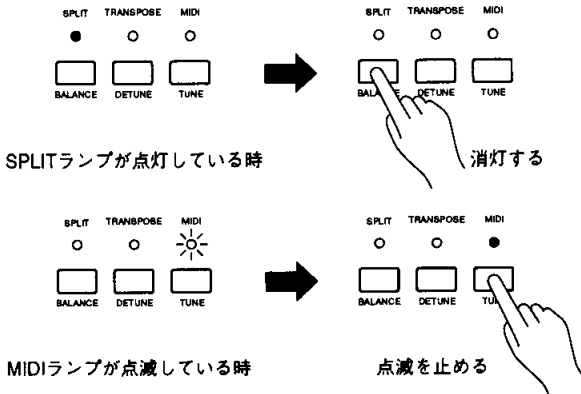 SPLIT TRANSPOSE MIDI
BALANCE DETUNE TUNE
SPLITランプが点灯している時
SPLIT TRANSPOSE MIDI
DETUNE TUNE
消灯する
SPLIT TRANSPOSE MIDI
BALANCE DETUNE TUNE
MIDIランプが点滅している時
SPLIT TRANSPOSE MIDI
BALANCE DETUNE
点滅を止める